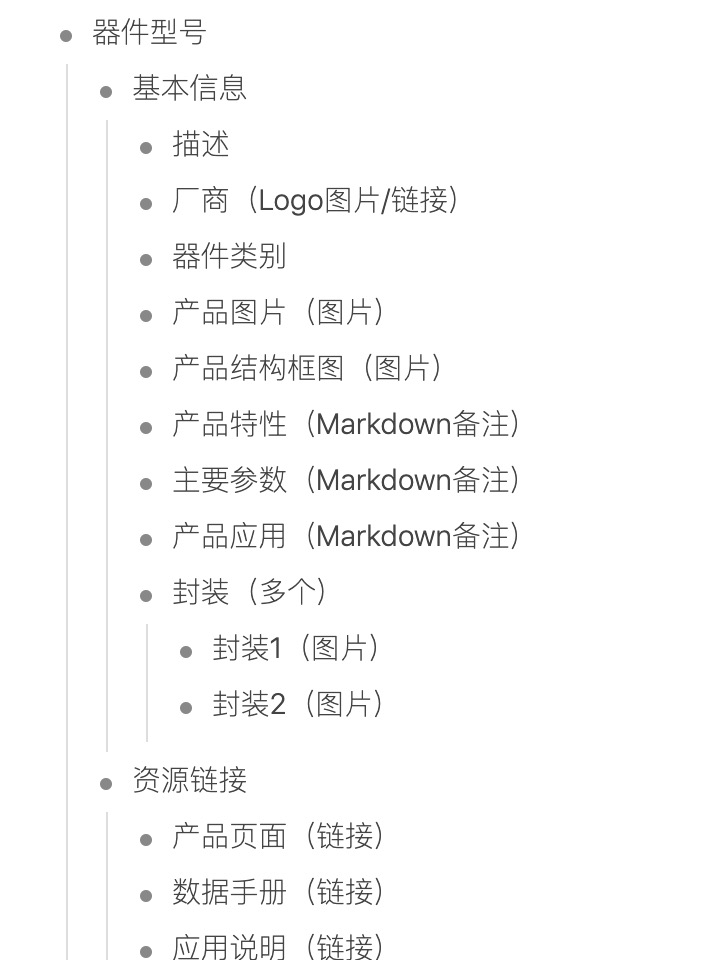 器件型号
基本信息
描述
厂商（Logo图片/链接）
器件类别
产品图片（图片）
产品结构框图（图片）
产品特性（Markdown备注）
主要参数（Markdown备注）
产品应用（Markdown备注）
封装（多个）
封装1（图片）
封装2（图片）
资源链接
产品页面（链接）
数据手册（链接）
应用说明（链接）